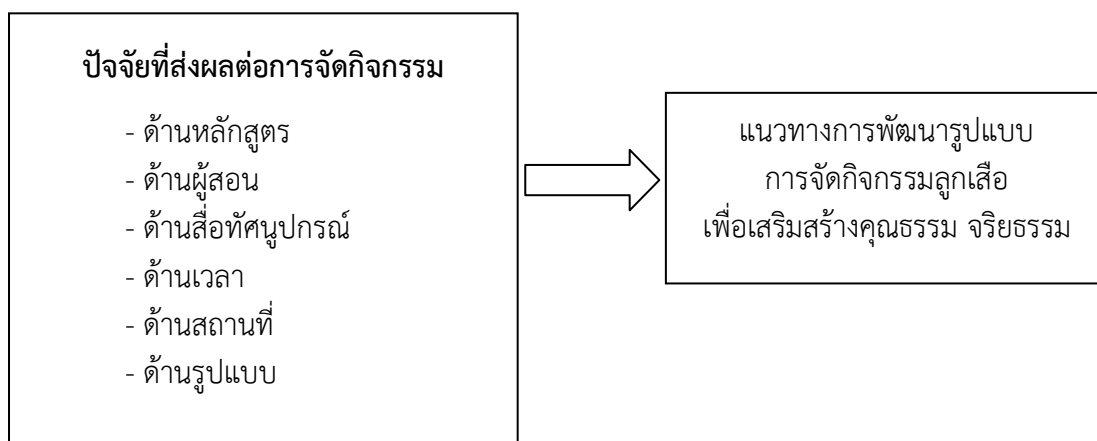 ปัจจัยที่ส่งผลต่อการจัดกิจกรรม
- ด้านหลักสูตร
- ด้านผู้สอน
- ด้านสื่อทัศนูปกรณ์
- ด้านเวลา
- ด้านสถานที่
- ด้านรูปแบบ
แนวทางการพัฒนารูปแบบ
การจัดกิจกรรมลูกเสือ
เพื่อเสริมสร้างคุณธรรม จริยธรรม